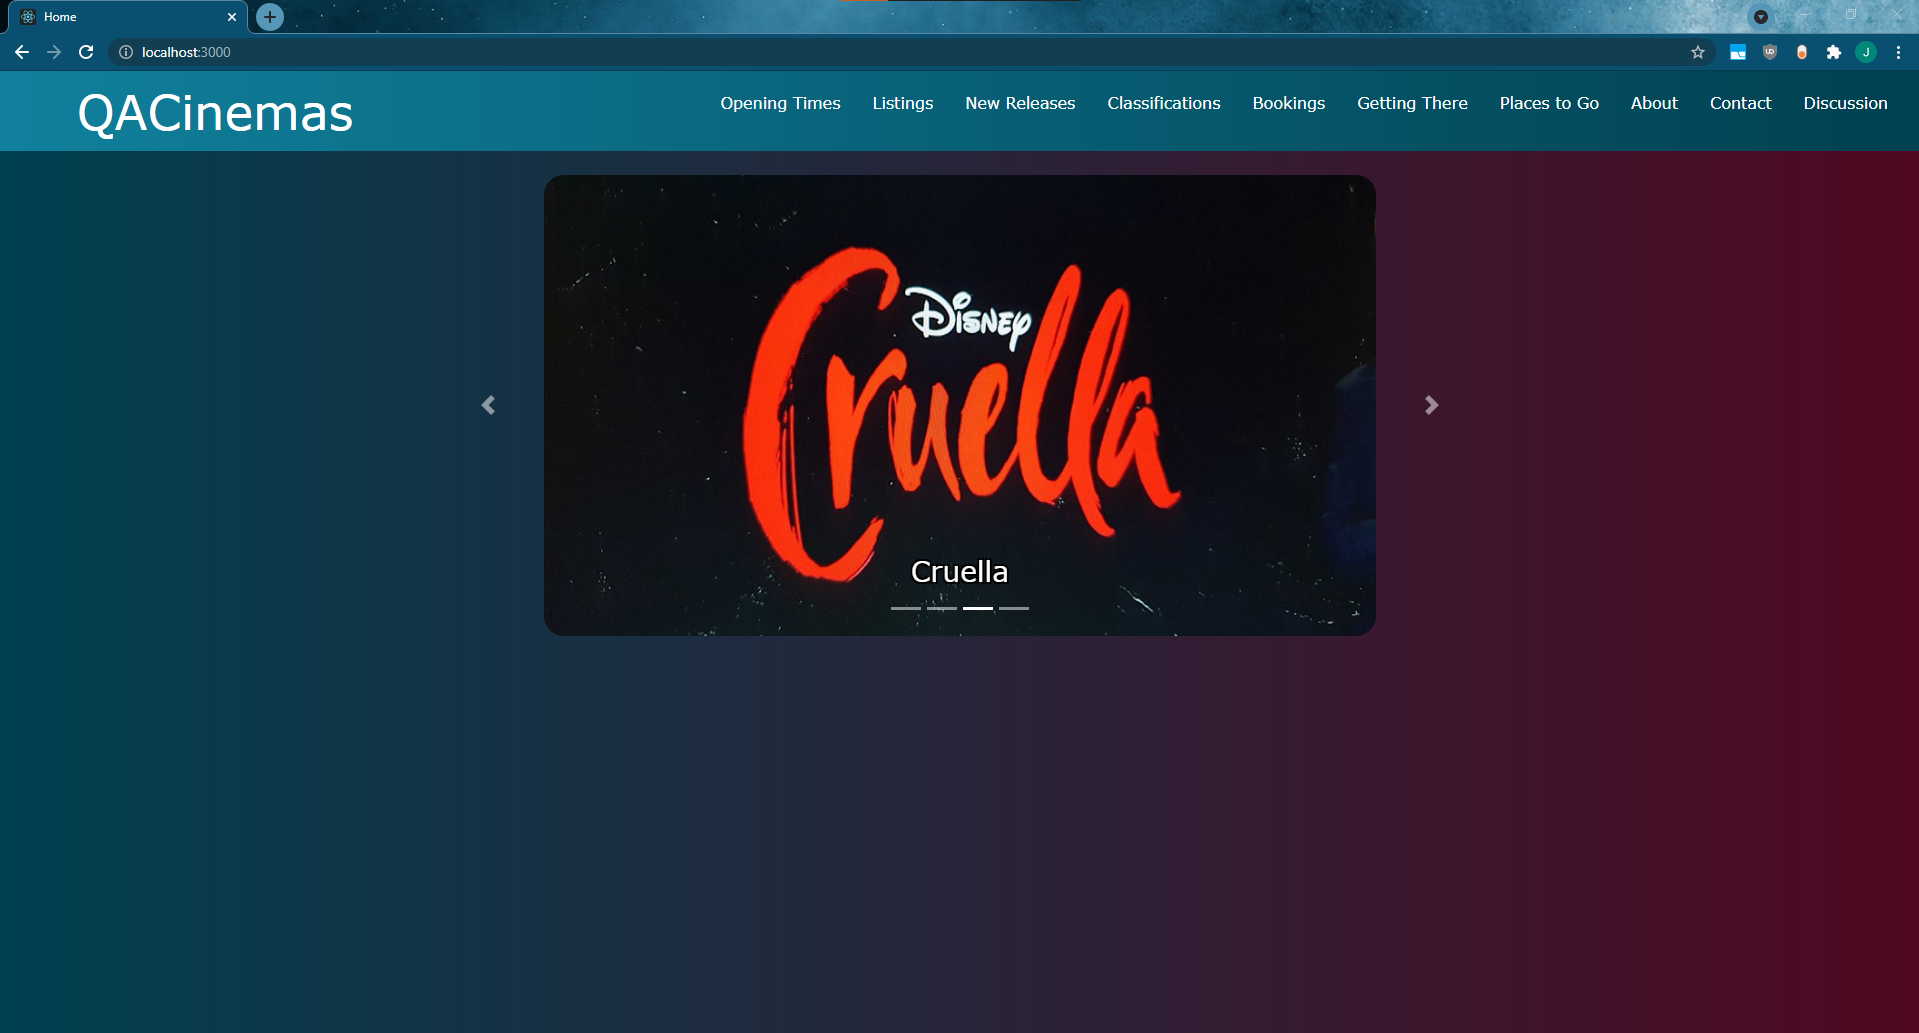 Home
localhost:3000
J
QACinemas
Opening Times Listings New Releases Classifications Bookings Getting There Places to Go About Contact Discussion
Disney
Cruella
Cruella